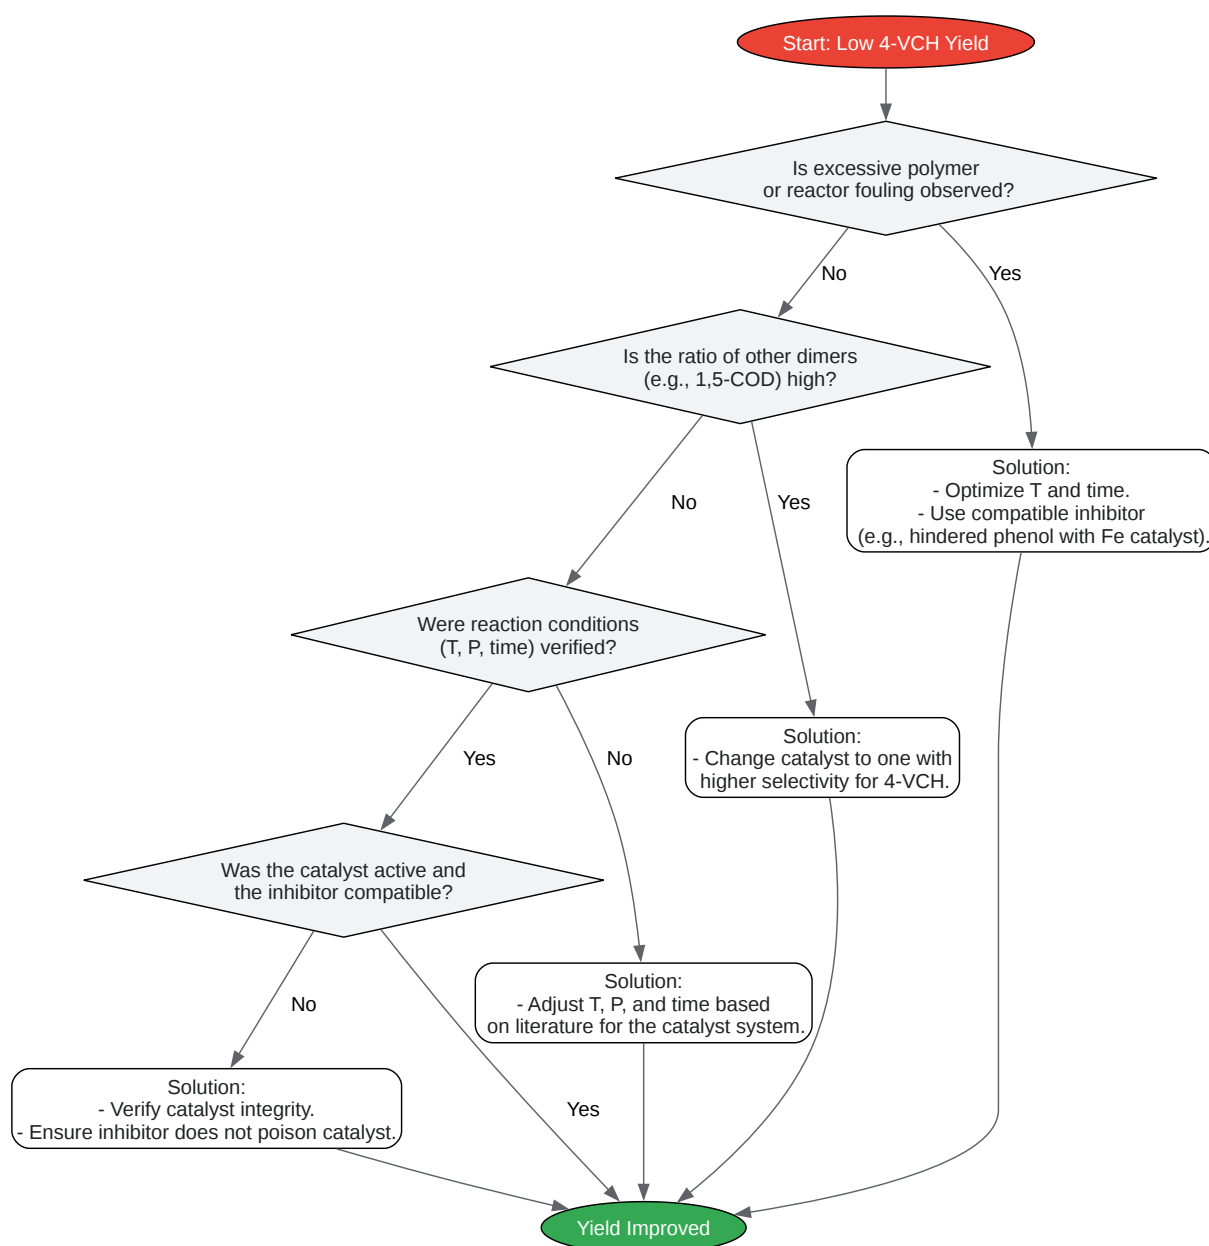 Start: Low 4-VCH Yield
Is excessive polymer
or reactor fouling observed?
No
Yes
Is the ratio of other dimers
(e.g., 1,5-COD) high?
Solution:
- Optimize T and time.
- Use compatible inhibitor
(e.g., hindered phenol with Fe catalyst).
No
Yes
Were reaction conditions
(T, P, time) verified?
Solution:
- Change catalyst to one with
higher selectivity for 4-VCH.
Yes
No
Was the catalyst active and
the inhibitor compatible?
Solution:
- Adjust T, P, and time based
on literature for the catalyst system.
No
Yes
Solution:
- Verify catalyst integrity.
- Ensure inhibitor does not poison catalyst.
Yield Improved